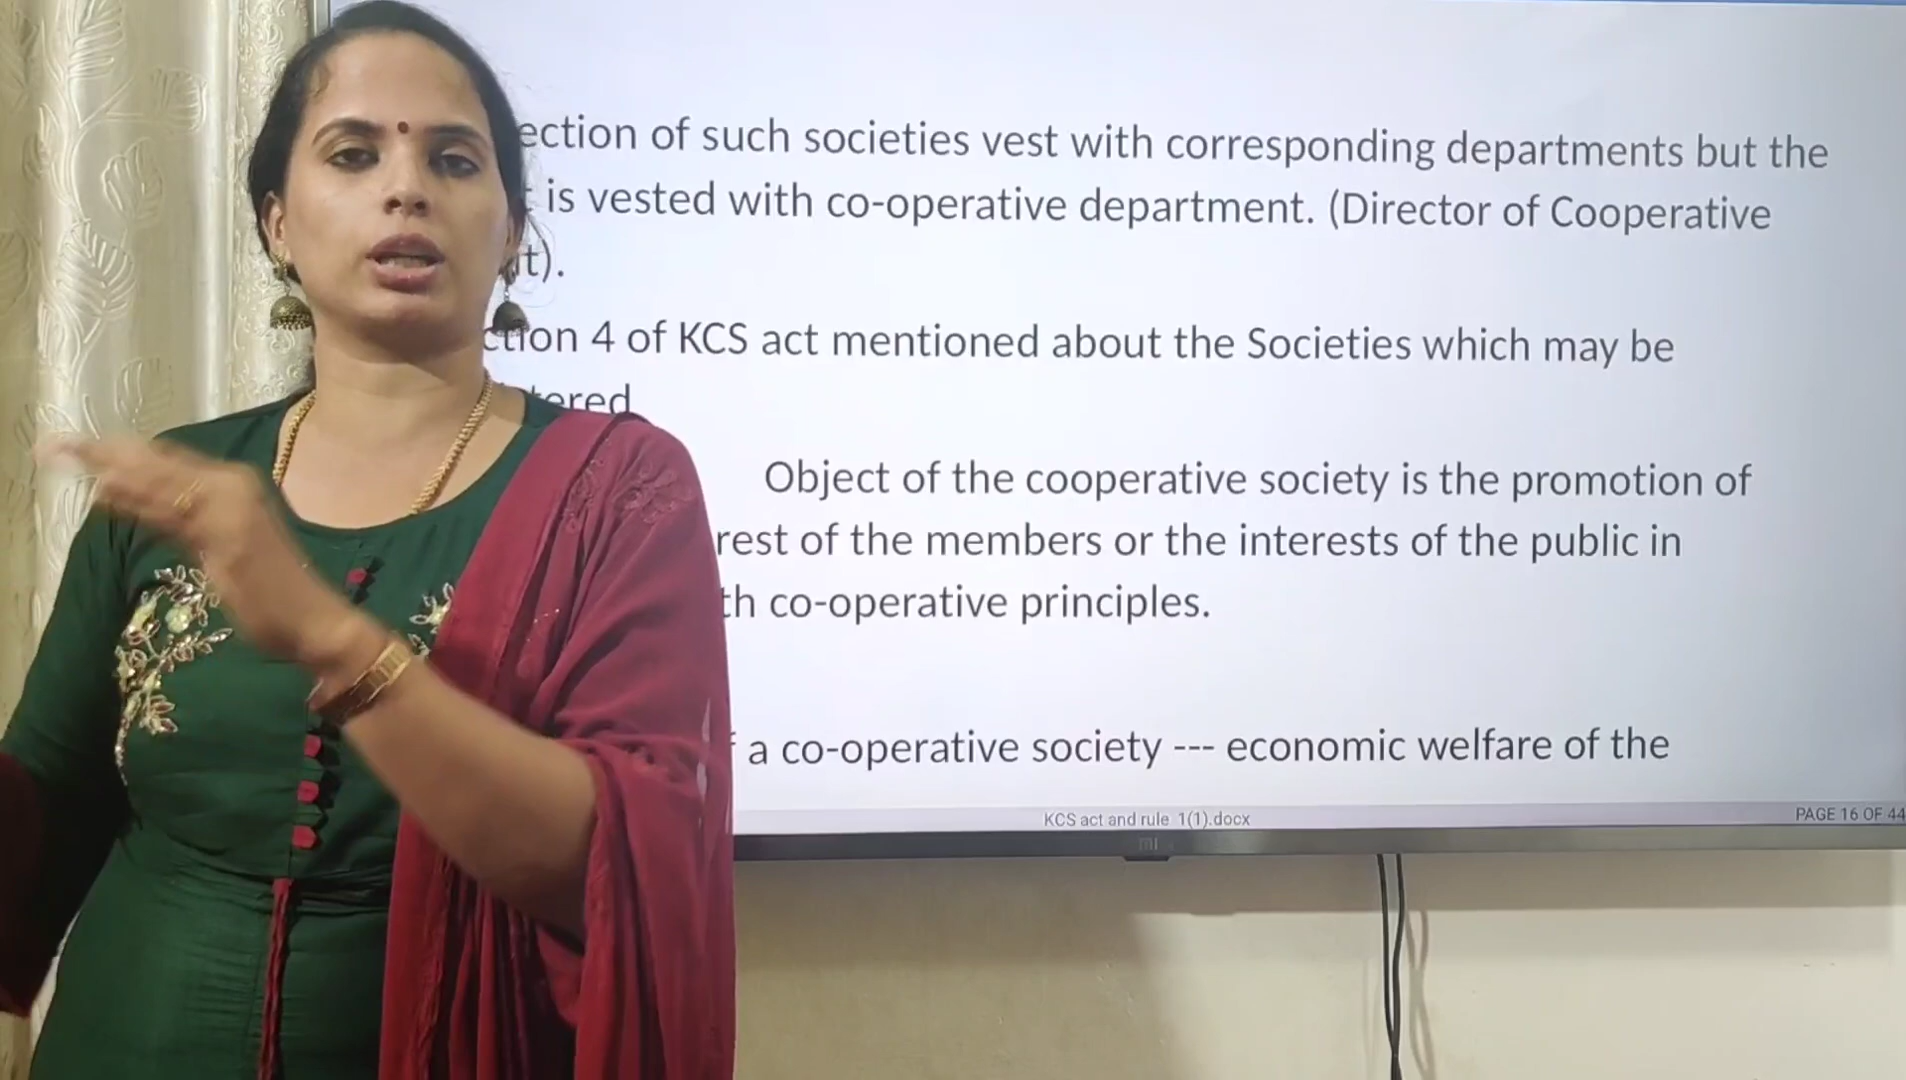 ection of such societies vest with corresponding departments but the
is vested with co-operative department. (Director of Cooperative
it).
ction 4 of KCS act mentioned about the Societies which may be
ered
Object of the cooperative society is the promotion of
rest of the members or the interests of the public in
th co-operative principles.
a co-operative society --- economic welfare of the
KCS act and rule 1(1).docx
PAGE 16 OF 44
mi